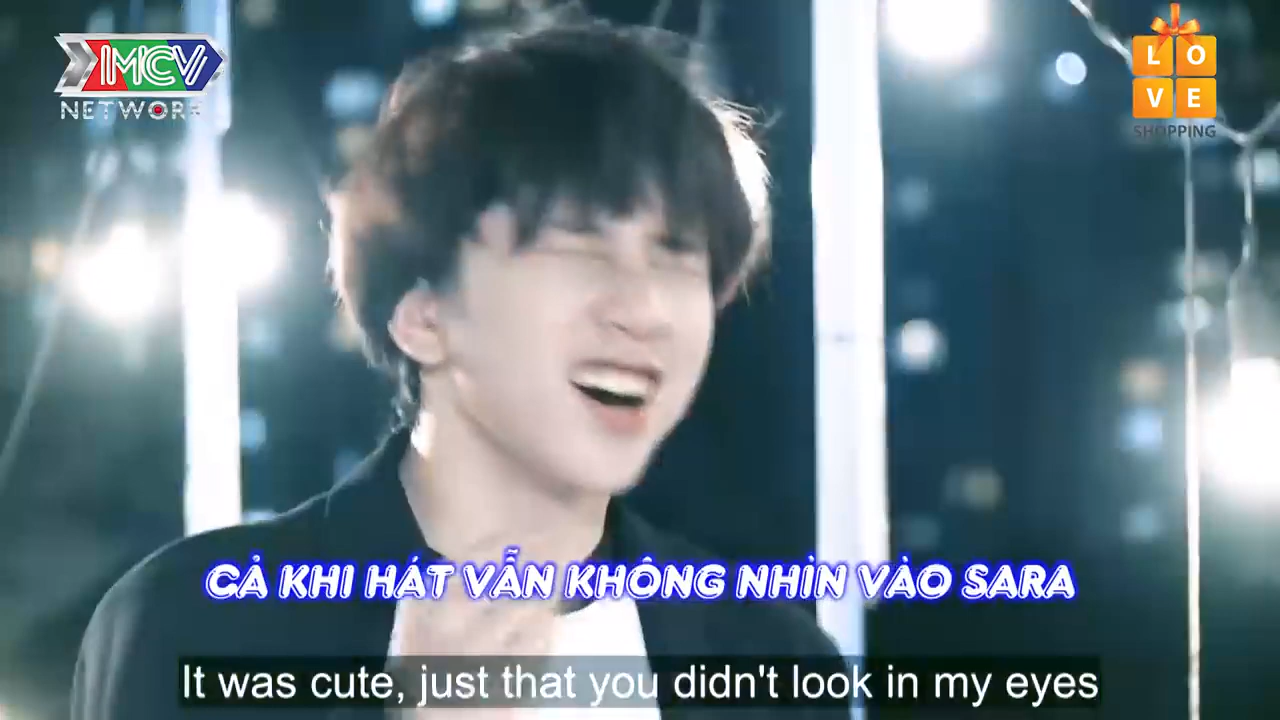 MCV
NETWORK
LOVE
SHOPPING
CẢ KHI HÁT VẪN KHÔNG NHÌN VÀO SARA
It was cute, just that you didn't look in my eyes